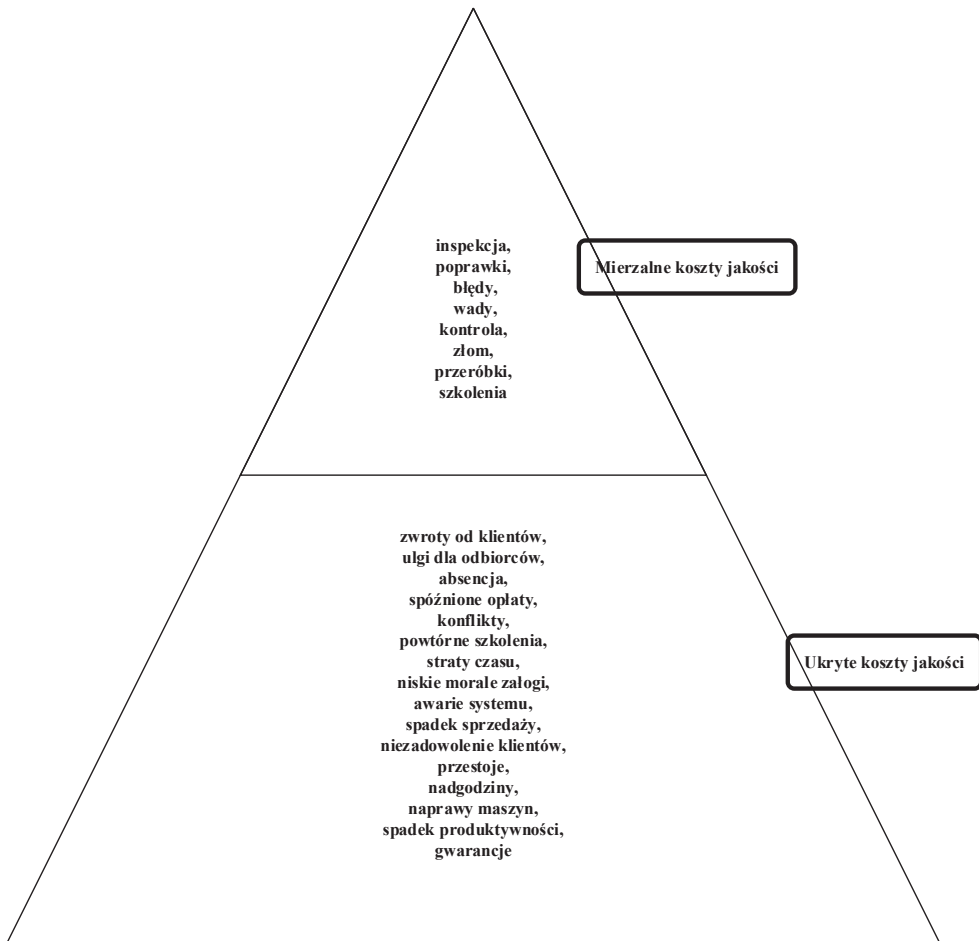 inspekcja,
poprawki,
błędy,
wady,
kontrola,
złom,
przeróbki,
szkolenia
Mierzalne koszty jakości
zwroty od klientów,
ulgi dla odbiorców,
absencja,
spóźnione opłaty,
konflikty,
powtórne szkolenia,
straty czasu,
niskie morale załogi,
awarie systemu,
spadek sprzedaży,
niezadowolenie klientów,
przestoje,
nadgodziny,
naprawy maszyn,
spadek produktywności,
gwarancje
Ukryte koszty jakości